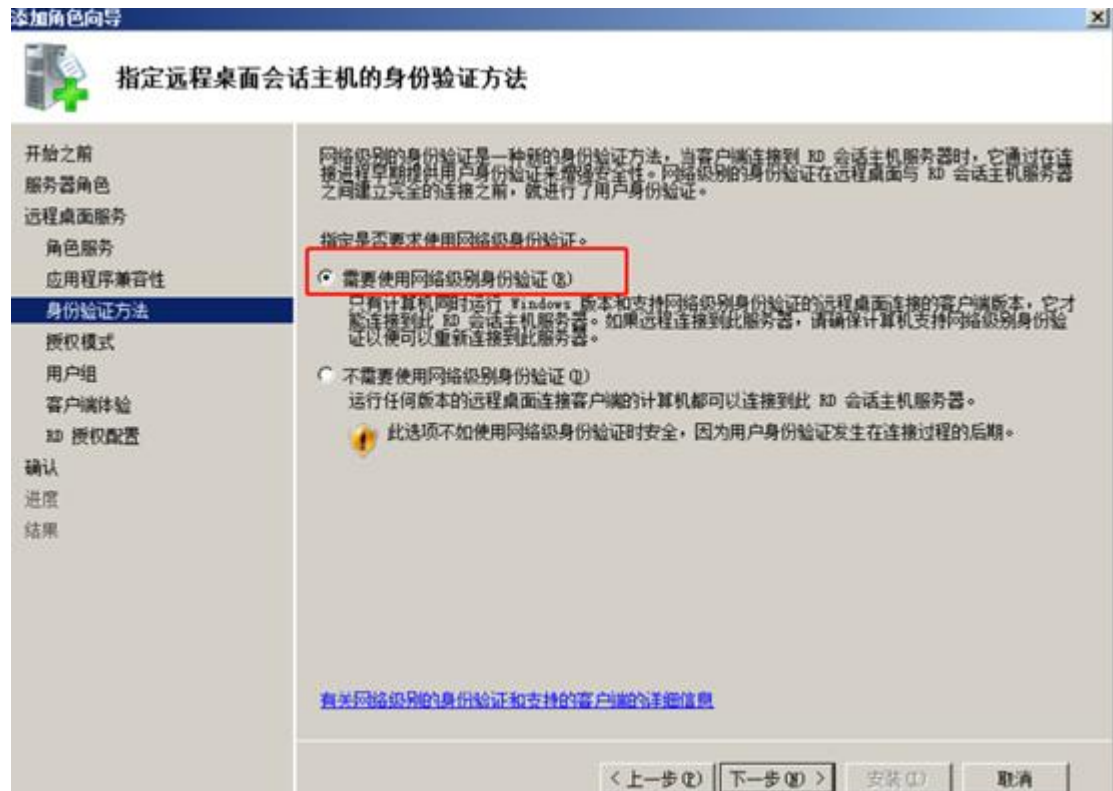 添加角色向导
指定远程桌面会话主机的身份验证方法
开始之前
服务器角色
远程桌面服务
角色服务
应用程序兼容性
身份验证方法
授权模式
用户组
客户端体验
RD 授权配置
确认
进度
结果
网络级别的身份验证是一种新的身份验证方法，当客户端连接到 RD 会话主机服务器时，它通过在连
接进程早期提供用户身份验证来增强安全性。网络级别的身份验证在远程桌面与 RD 会话主机服务器
之间建立完全的连接之前，就进行了用户身份验证。
指定是否要求使用网络级身份验证。
需要使用网络级别身份验证(R)
只有计算机同时运行 Windows 版本和支持网络级别身份验证的远程桌面连接的客户端版本，它才
能连接到此 RD 会话主机服务器。如果远程连接到此服务器，请确保计算机支持网络级别身份验
证以便可以重新连接到此服务器。
不需要使用网络级别身份验证(D)
运行任何版本的远程桌面连接客户端的计算机都可以连接到此 RD 会话主机服务器。
此选项不如使用网络级身份验证时安全，因为用户身份验证发生在连接过程的后期。
有关网络级别的身份验证和支持的客户端的详细信息
< 上一步(P)
下一步(N) >
安装(I)
取消